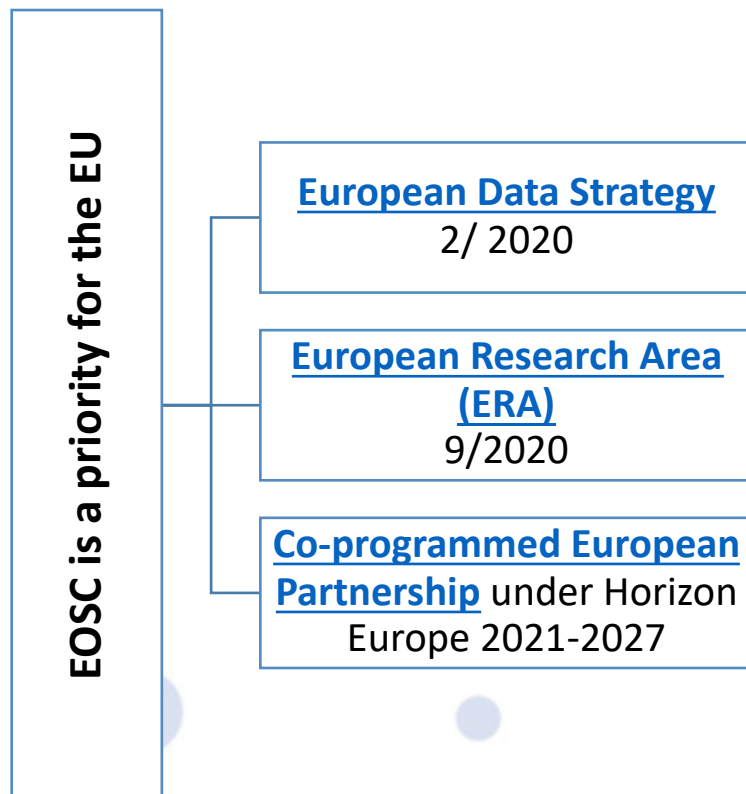 EOSC is a priority for the EU
European Data Strategy
2/ 2020
European Research Area
(ERA)
9/2020
Co-programmed European
Partnership under Horizon
Europe 2021-2027